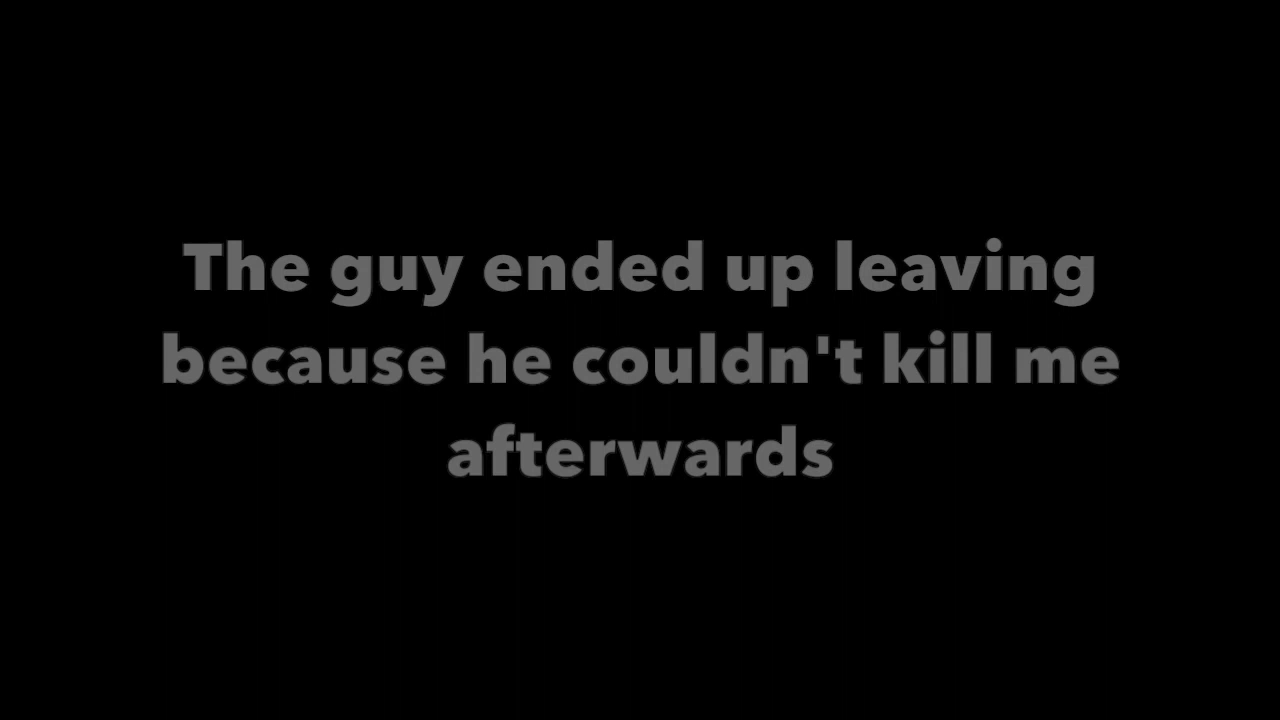 The guy ended up leaving
because he couldn't kill me
afterwards